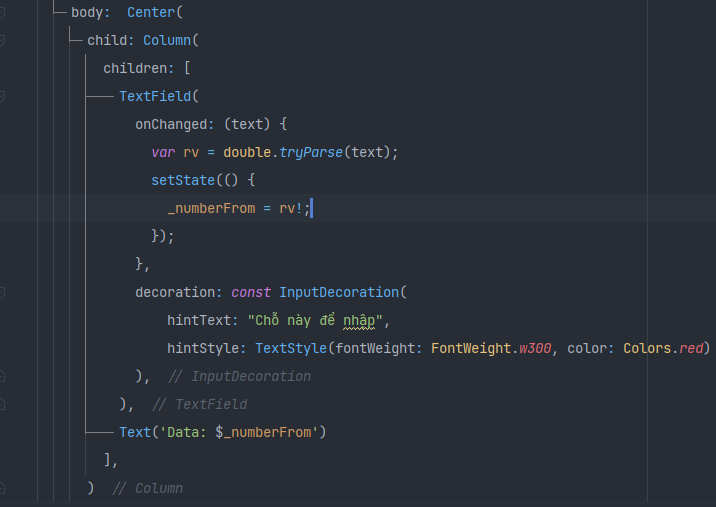 body: Center(
child: Column(
children: [
TextField(
onChanged: (text) {
var rv = double.tryParse(text);
setState(() {
_numberFrom = rv!;
});
},
decoration: const InputDecoration(
hintText: "Chỗ này để nhập",
hintStyle: TextStyle(fontWeight: FontWeight.w300, color: Colors.red)
), // InputDecoration
), // TextField
Text('Data: $_numberFrom')
],
) // Column